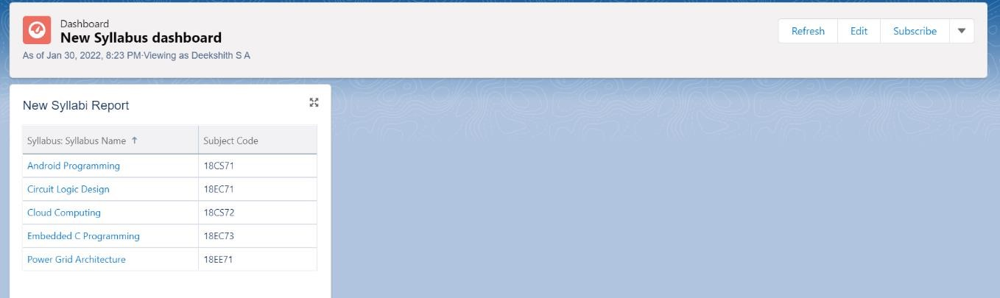 Dashboard
New Syllabus dashboard
As of Jan 30, 2022, 8:23 PM·Viewing as Deekshith S A
Refresh Edit Subscribe
New Syllabi Report
Syllabus: Syllabus Name ↑ Subject Code
Android Programming 18CS71
Circuit Logic Design 18EC71
Cloud Computing 18CS72
Embedded C Programming 18EC73
Power Grid Architecture 18EE71